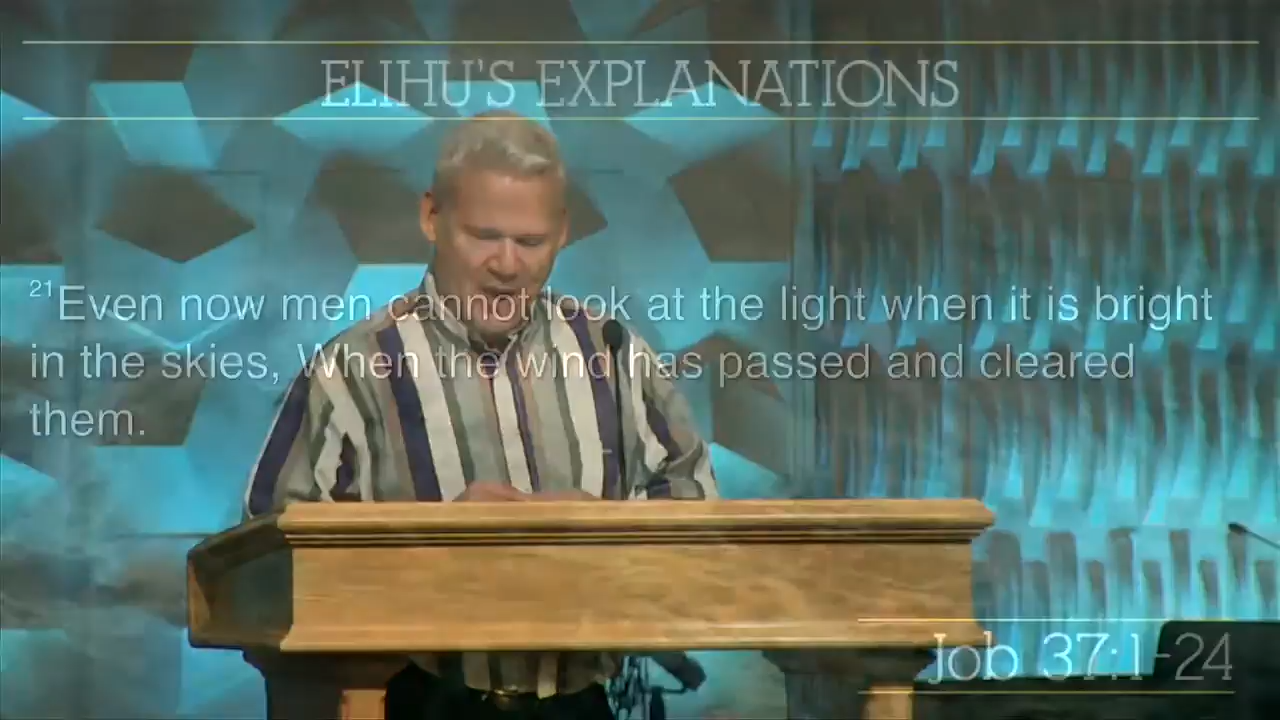 ELIHU'S EXPLANATIONS
21Even now men cannot look at the light when it is bright
in the skies, When the wind has passed and cleared
them.
Job 37:1-24